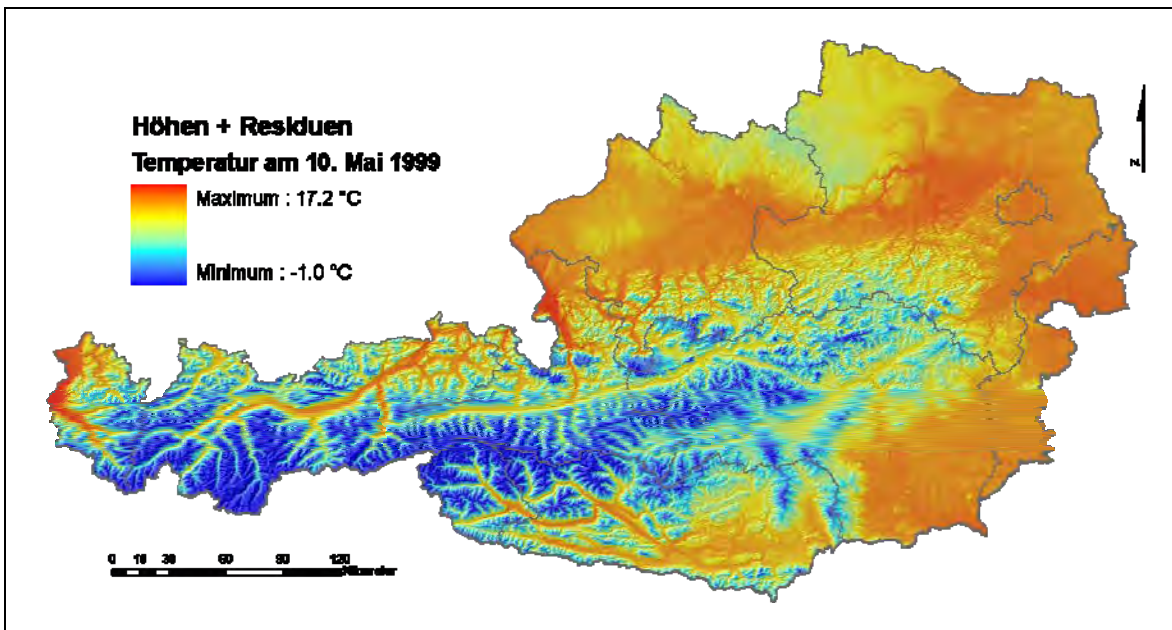 Höhen + Residuen
Temperatur am 10. Mai 1999
Maximum : 17.2 °C
Minimum : -1.0 °C
N
0 15 30 60 90 120
Kilometer